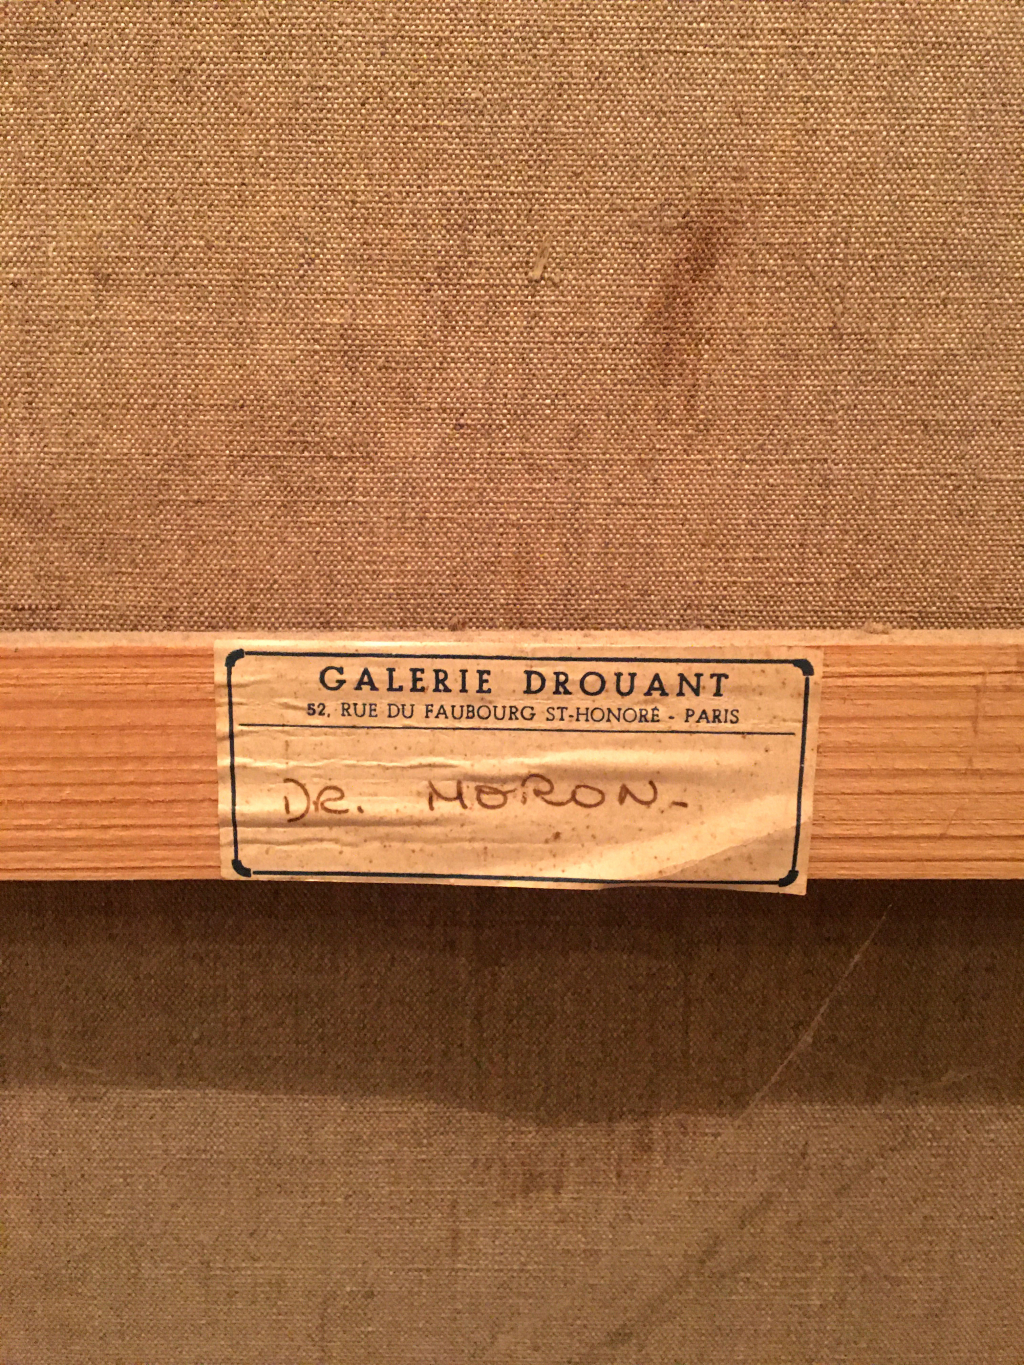 GALERIE DROUANT
52, RUE DU FAUBOURG ST-HONORÉ - PARIS
DR. MORON-